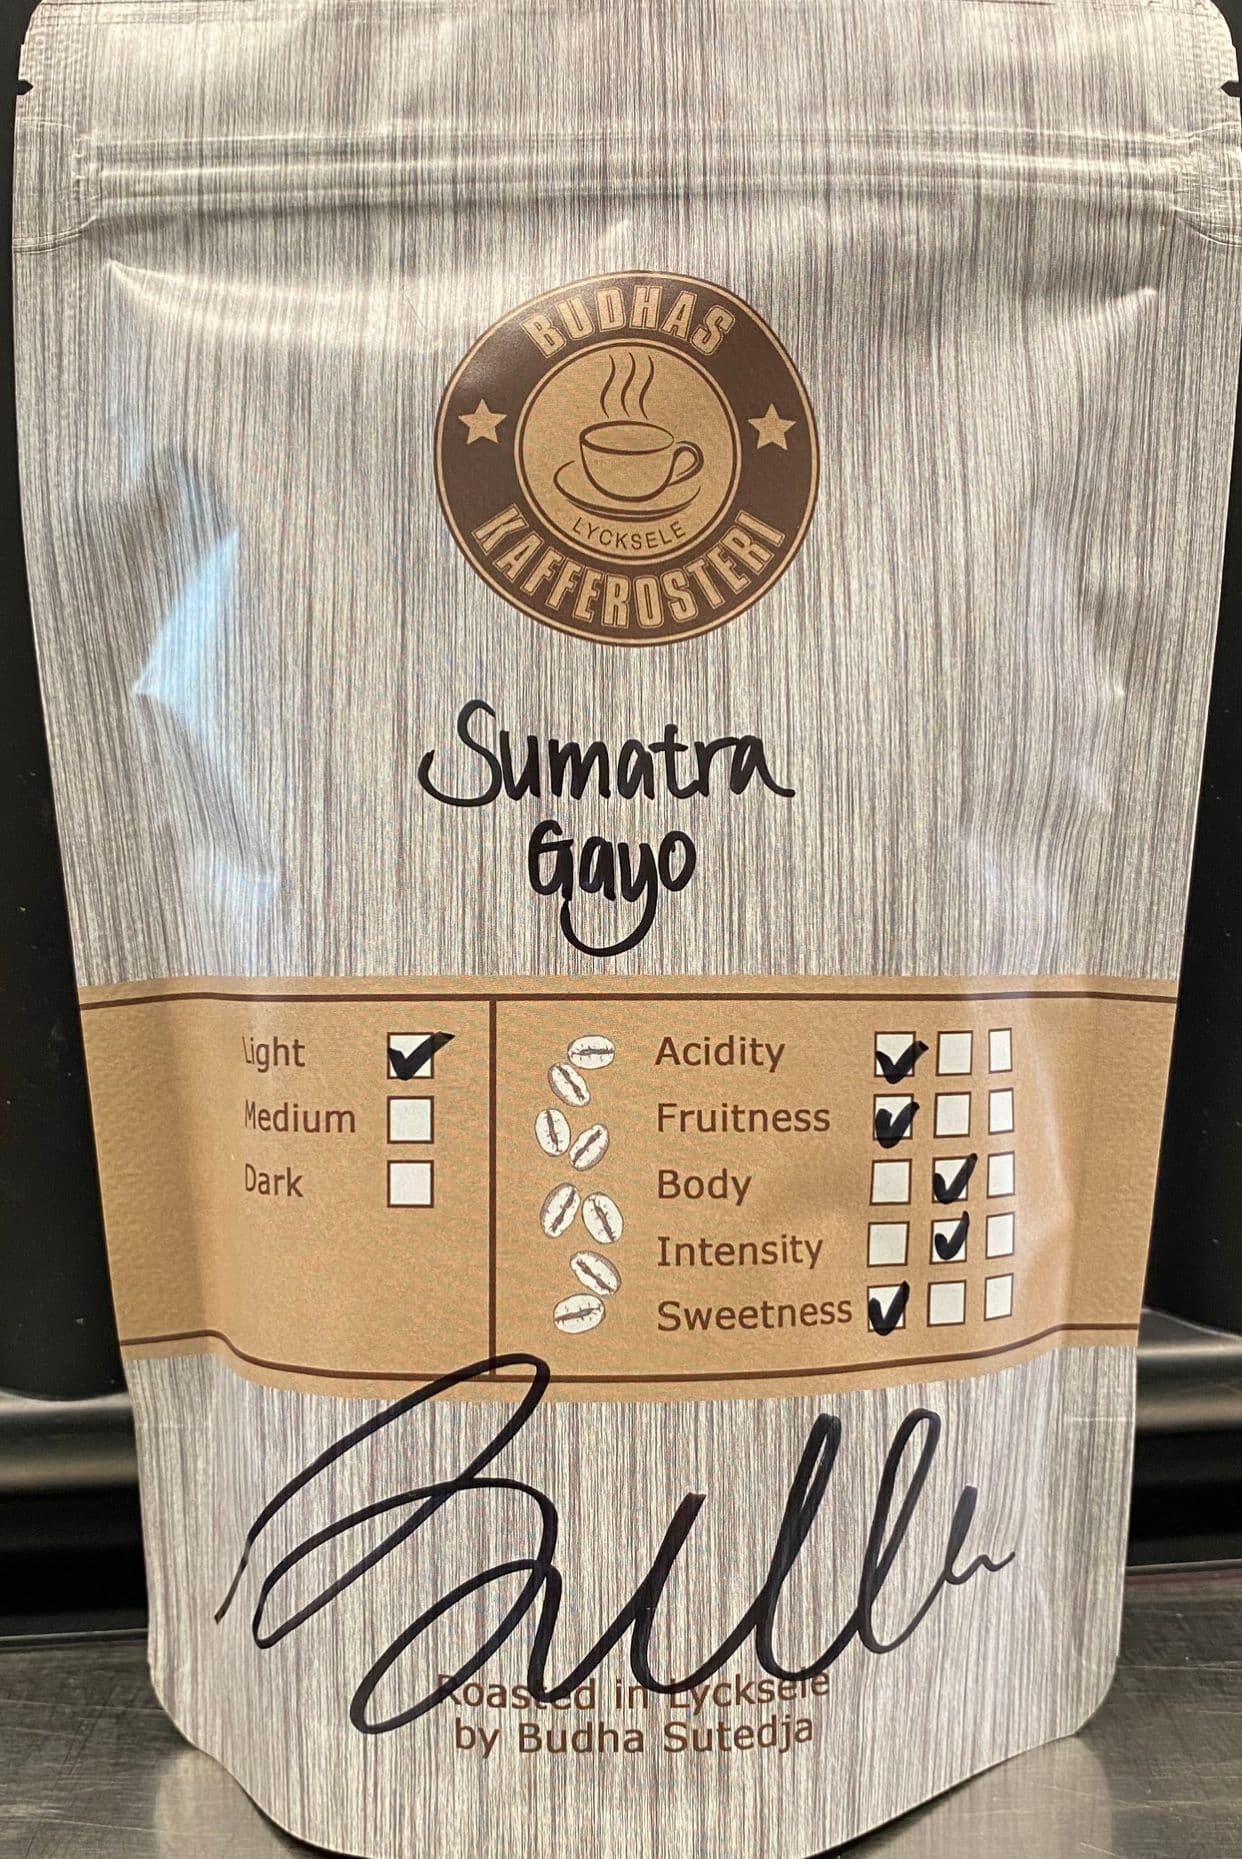 BUDHAS
LYCKSELE
KAFFEROSTERI
Sumatra
Gayo
Light
Medium
Dark
Acidity
Fruitness
Body
Intensity
Sweetness
Budha
Roasted in Lycksele
by Budha Sutedja